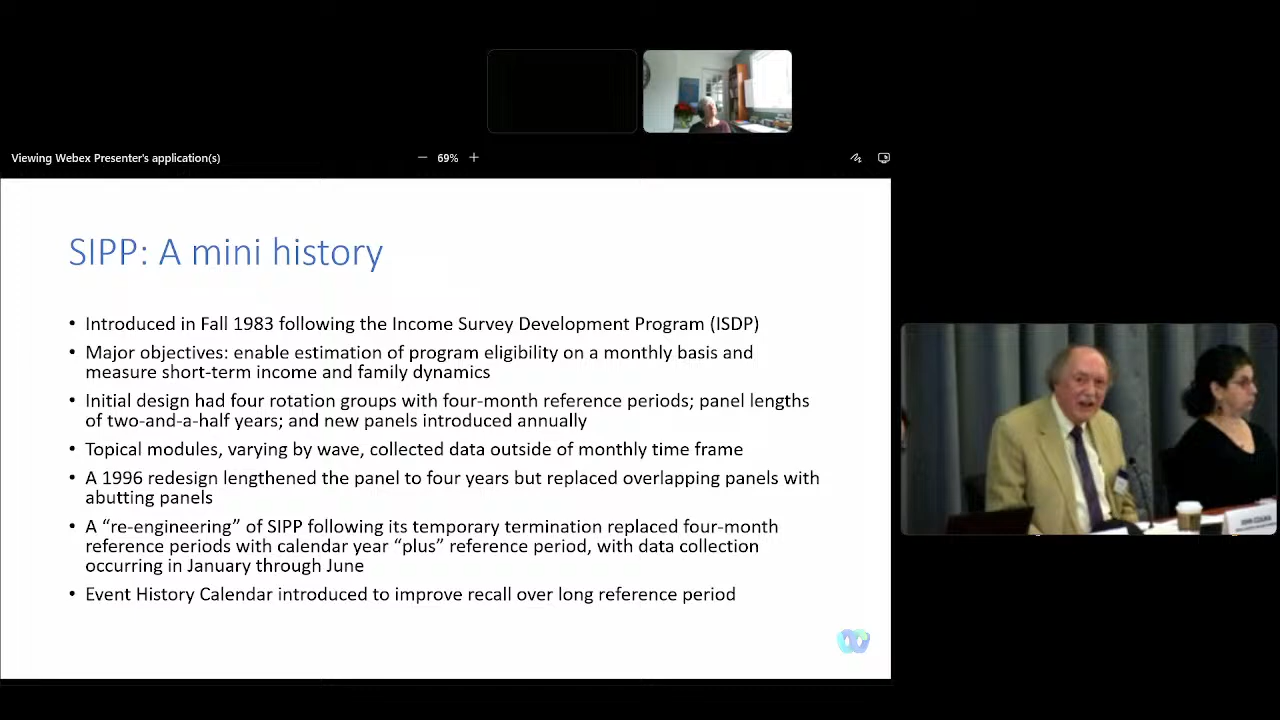 Viewing Webex Presenter's application(s)
69%
SIPP: A mini history
• Introduced in Fall 1983 following the Income Survey Development Program (ISDP)
• Major objectives: enable estimation of program eligibility on a monthly basis and
measure short-term income and family dynamics
• Initial design had four rotation groups with four-month reference periods; panel lengths
of two-and-a-half years; and new panels introduced annually
• Topical modules, varying by wave, collected data outside of monthly time frame
• A 1996 redesign lengthened the panel to four years but replaced overlapping panels with
abutting panels
• A “re-engineering” of SIPP following its temporary termination replaced four-month
reference periods with calendar year “plus” reference period, with data collection
occurring in January through June
• Event History Calendar introduced to improve recall over long reference period